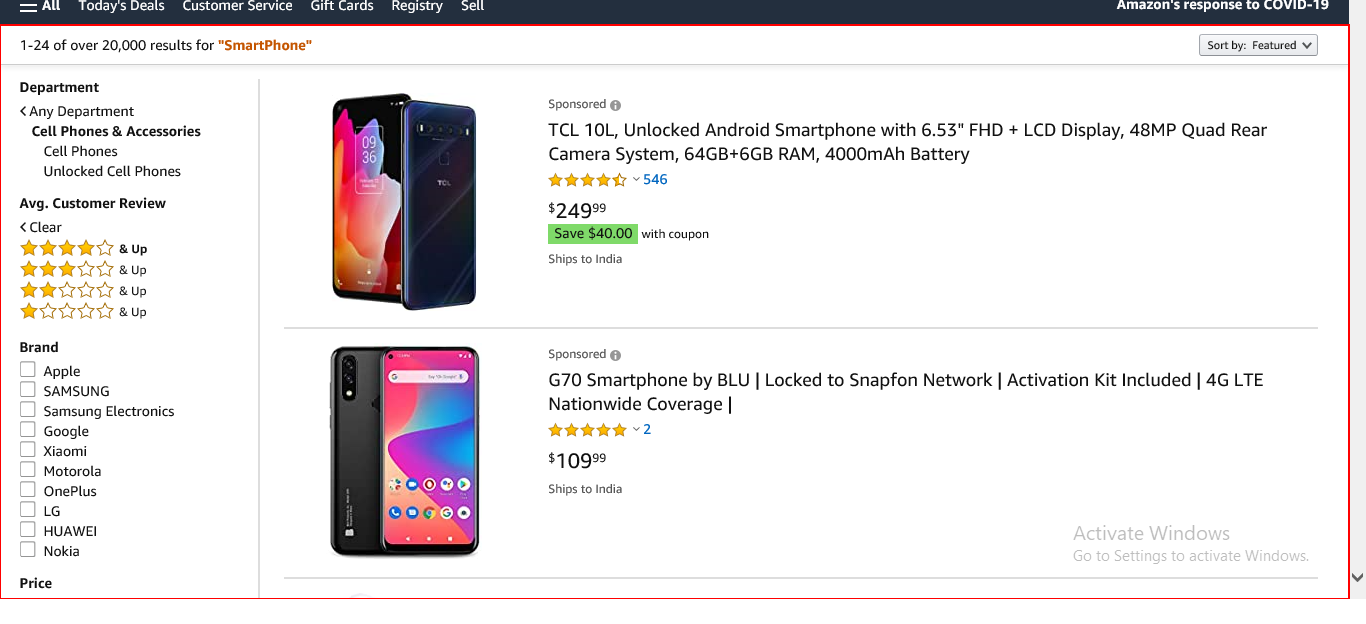 All Today's Deals Customer Service Gift Cards Registry Sell Amazon's response to COVID-19
1-24 of over 20,000 results for "SmartPhone"
Sort by: Featured
Department
Any Department
Cell Phones & Accessories
Cell Phones
Unlocked Cell Phones
Avg. Customer Review
Clear
& Up
& Up
& Up
& Up
Brand
Apple
SAMSUNG
Samsung Electronics
Google
Xiaomi
Motorola
OnePlus
LG
HUAWEI
Nokia
Price
09
36
TCL
Sponsored
TCL 10L, Unlocked Android Smartphone with 6.53" FHD + LCD Display, 48MP Quad Rear
Camera System, 64GB+6GB RAM, 4000mAh Battery
546
$249 99
Save $40.00 with coupon
Ships to India
Sponsored
G70 Smartphone by BLU | Locked to Snapfon Network | Activation Kit Included | 4G LTE
Nationwide Coverage |
2
$109 99
Ships to India
Activate Windows
Go to Settings to activate Windows.